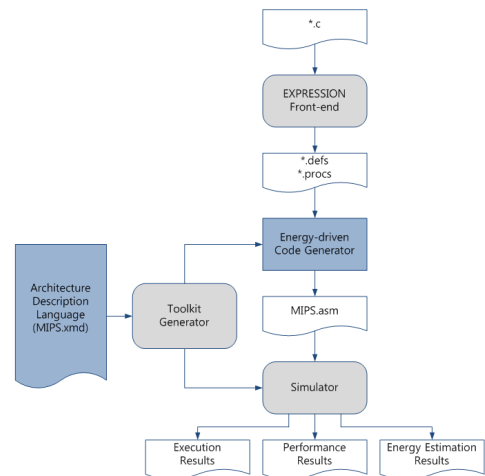 *.c
EXPRESSION
Front-end
*.defs
*.procs
Energy-driven
Code Generator
Architecture
Description
Language
(MIPS.xmd)
Toolkit
Generator
MIPS.asm
Simulator
Execution
Results
Performance
Results
Energy Estimation
Results